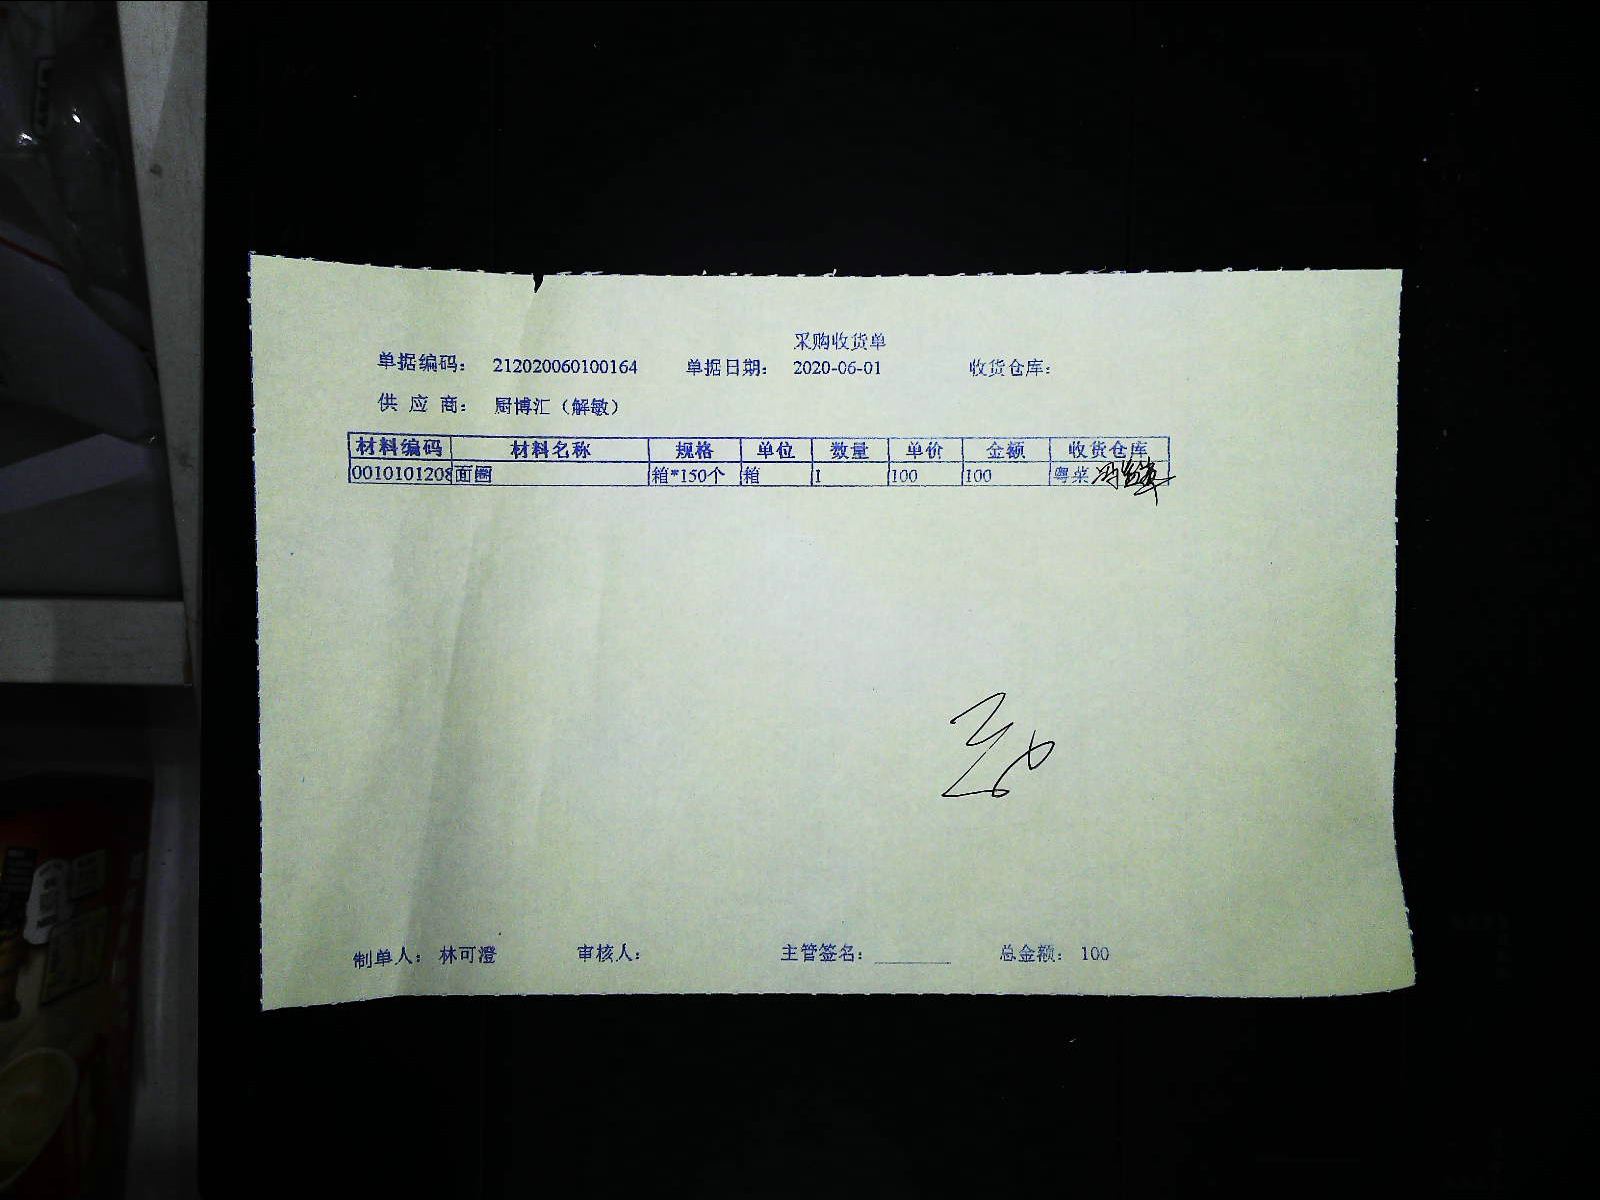 采购收货单
单据编码： 212020060100164 单据日期： 2020-06-01 收货仓库：
供 应 商： 厨博汇（解敏）
材料编码 材料名称 规格 单位 数量 单价 金额 收货仓库
0010101208 面圈 箱*150个 箱 1 100 100 粤菜
制单人： 林可澄 审核人： 主管签名：________ 总金额： 100